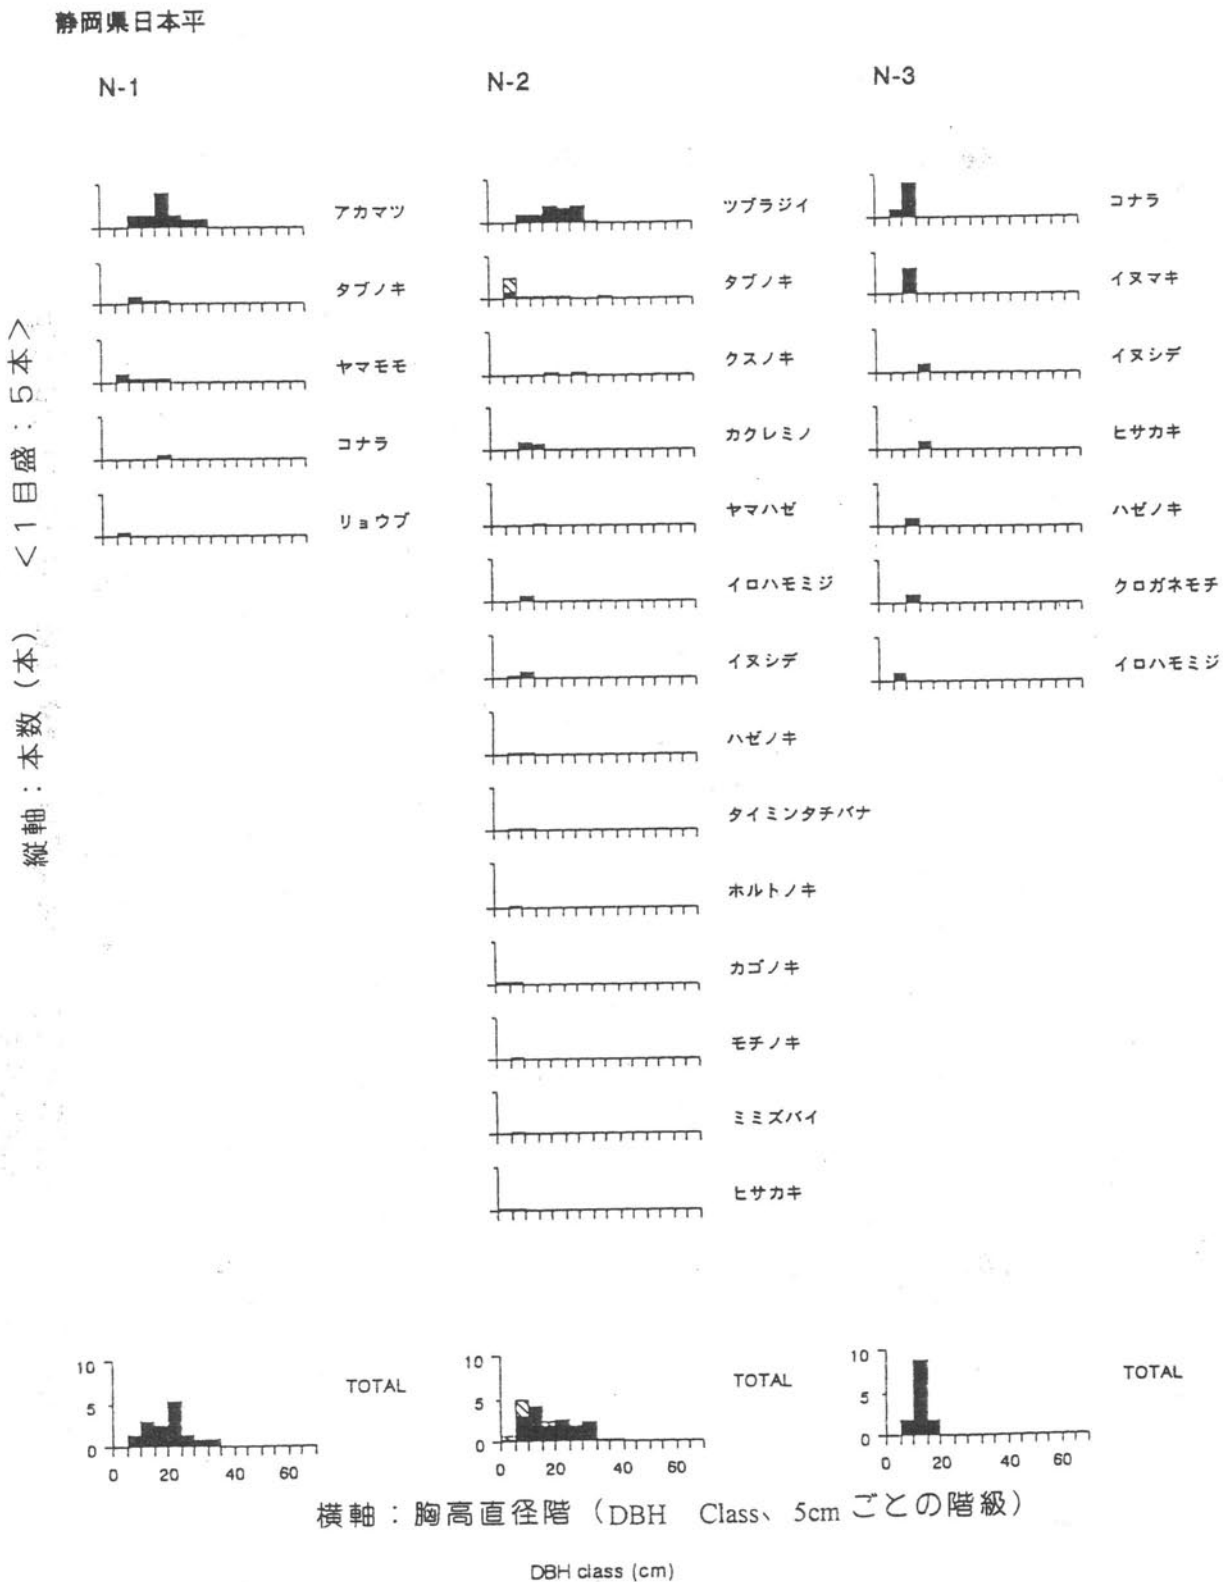 静岡県日本平
N-1
アカマツ
タブノキ
ヤマモモ
コナラ
リョウブ
N-2
ツブラジイ
タブノキ
クスノキ
カクレミノ
ヤマハゼ
イロハモミジ
イヌシデ
ハゼノキ
タイミンタチバナ
ホルトノキ
カゴノキ
モチノキ
ミミズバイ
ヒサカキ
N-3
コナラ
イヌマキ
イヌシデ
ヒサカキ
ハゼノキ
クロガネモチ
イロハモミジ
縦軸：本数（本） ＜1目盛：5本＞
10
5
0
TOTAL
0 20 40 60
10
5
0
TOTAL
0 20 40 60
10
5
0
TOTAL
0 20 40 60
横軸：胸高直径階（DBH Class、5cmごとの階級）
DBH class (cm)